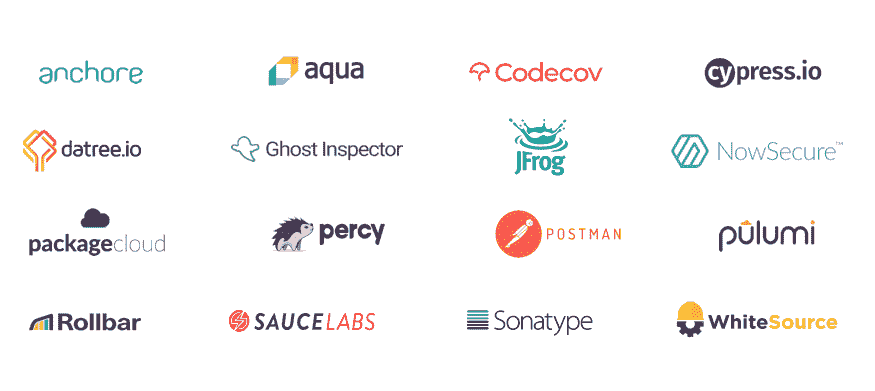 anchore
aqua
Codecov
cypress.io
datree.io
Ghost Inspector
JFrog
NowSecure™
packagecloud
percy
POSTMAN
pulumi
Rollbar
SAUCELABS
Sonatype
WhiteSource